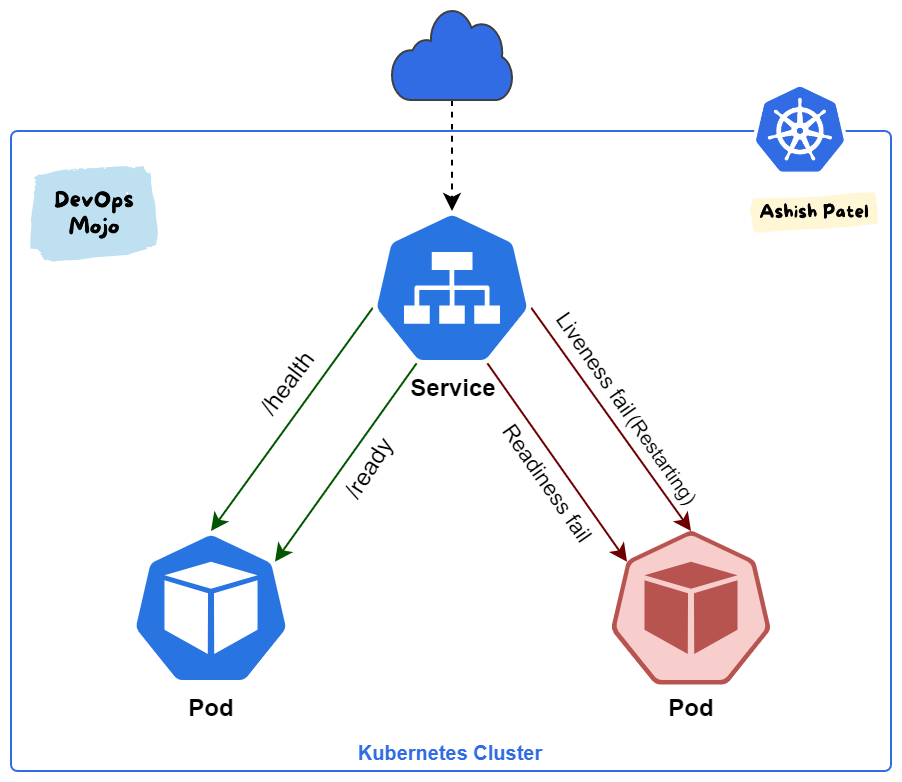 DevOps
Mojo
Ashish Patel
Service
/health
/ready
Liveness fail (Restarting)
Readiness fail
Pod
Pod
Kubernetes Cluster